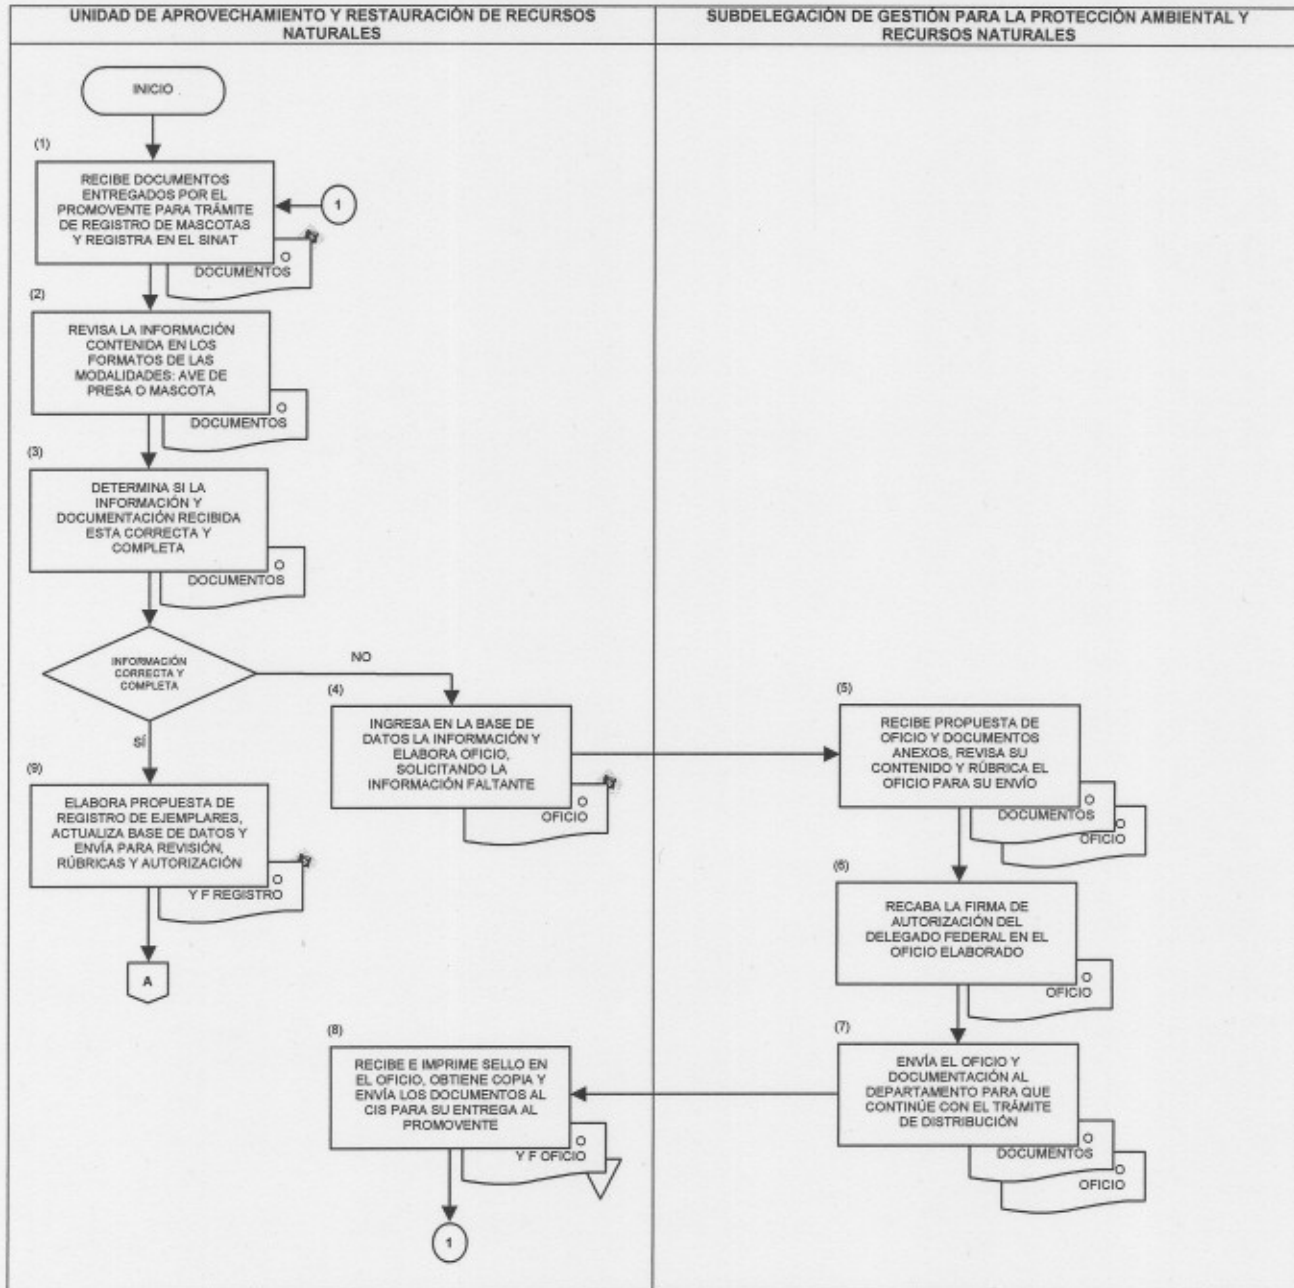 UNIDAD DE APROVECHAMIENTO Y RESTAURACIÓN DE RECURSOS
NATURALES
SUBDELEGACIÓN DE GESTIÓN PARA LA PROTECCIÓN AMBIENTAL Y
RECURSOS NATURALES
INICIO
(1)
RECIBE DOCUMENTOS
ENTREGADOS POR EL
PROMOVENTE PARA TRÁMITE
DE REGISTRO DE MASCOTAS
Y REGISTRA EN EL SINAT
1
O
DOCUMENTOS
(2)
REVISA LA INFORMACIÓN
CONTENIDA EN LOS
FORMATOS DE LAS
MODALIDADES: AVE DE
PRESA O MASCOTA
O
DOCUMENTOS
(3)
DETERMINA SI LA
INFORMACIÓN Y
DOCUMENTACIÓN RECIBIDA
ESTA CORRECTA Y
COMPLETA
O
DOCUMENTOS
INFORMACIÓN
CORRECTA Y
COMPLETA
NO
SÍ
(4)
INGRESA EN LA BASE DE
DATOS LA INFORMACIÓN Y
ELABORA OFICIO,
SOLICITANDO LA
INFORMACIÓN FALTANTE
O
OFICIO
(5)
RECIBE PROPUESTA DE
OFICIO Y DOCUMENTOS
ANEXOS, REVISA SU
CONTENIDO Y RÚBRICA EL
OFICIO PARA SU ENVÍO
O
DOCUMENTOS
O
OFICIO
(9)
ELABORA PROPUESTA DE
REGISTRO DE EJEMPLARES,
ACTUALIZA BASE DE DATOS Y
ENVÍA PARA REVISIÓN,
RÚBRICAS Y AUTORIZACIÓN
O
Y F REGISTRO
A
(6)
RECABA LA FIRMA DE
AUTORIZACIÓN DEL
DELEGADO FEDERAL EN EL
OFICIO ELABORADO
O
OFICIO
(8)
RECIBE E IMPRIME SELLO EN
EL OFICIO, OBTIENE COPIA Y
ENVÍA LOS DOCUMENTOS AL
CIS PARA SU ENTREGA AL
PROMOVENTE
O
Y F OFICIO
1
(7)
ENVÍA EL OFICIO Y
DOCUMENTACIÓN AL
DEPARTAMENTO PARA QUE
CONTINÚE CON EL TRÁMITE
DE DISTRIBUCIÓN
O
DOCUMENTOS
O
OFICIO